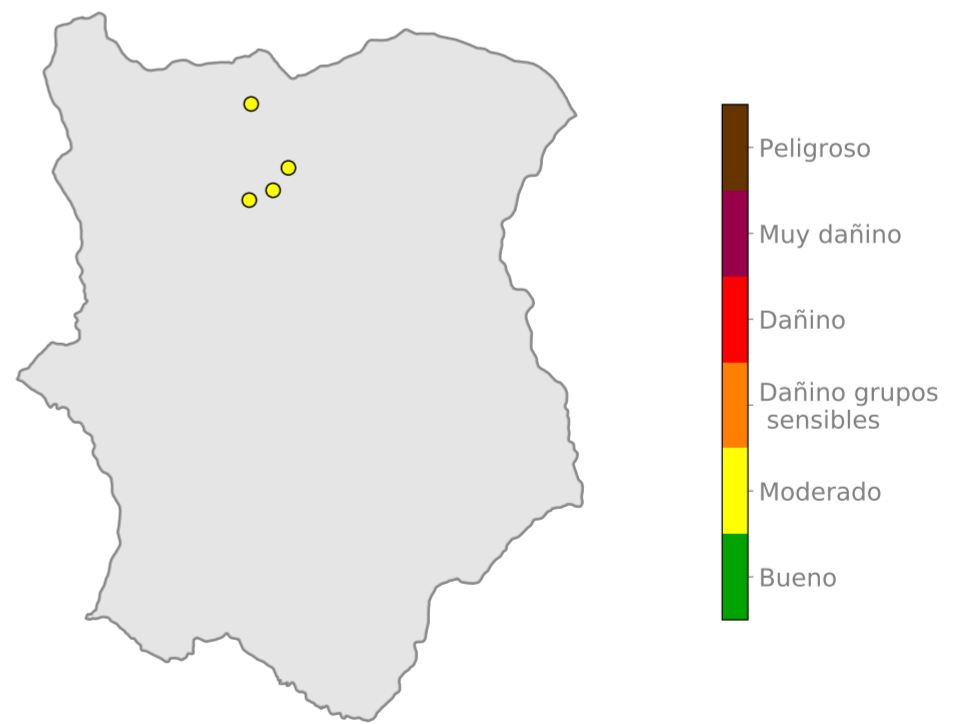 Peligroso
Muy dañino
Dañino
Dañino grupos
sensibles
Moderado
Bueno